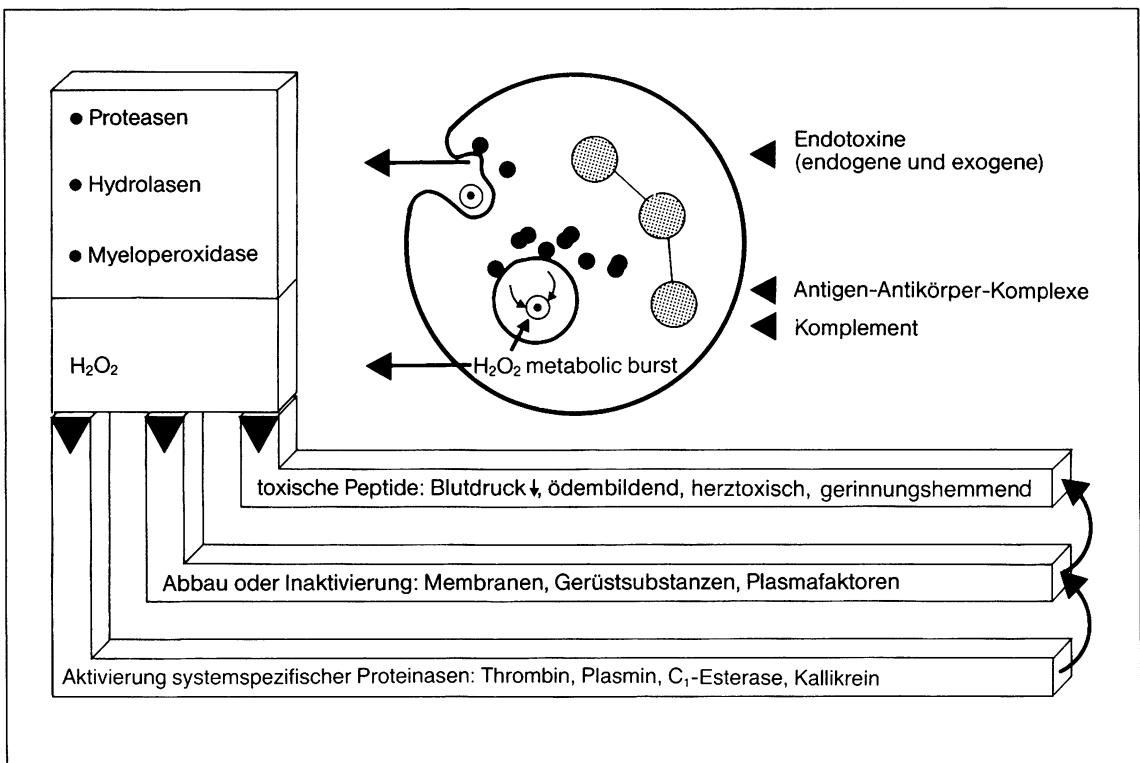 ● Proteasen
● Hydrolasen
● Myeloperoxidase
H₂O₂
Endotoxine
(endogene und exogene)
Antigen-Antikörper-Komplexe
Komplement
H₂O₂ metabolic burst
toxische Peptide: Blutdruck ↓, ödembildend, herztoxisch, gerinnungshemmend
Abbau oder Inaktivierung: Membranen, Gerüstsubstanzen, Plasmafaktoren
Aktivierung systemspezifischer Proteinasen: Thrombin, Plasmin, C₁-Esterase, Kallikrein